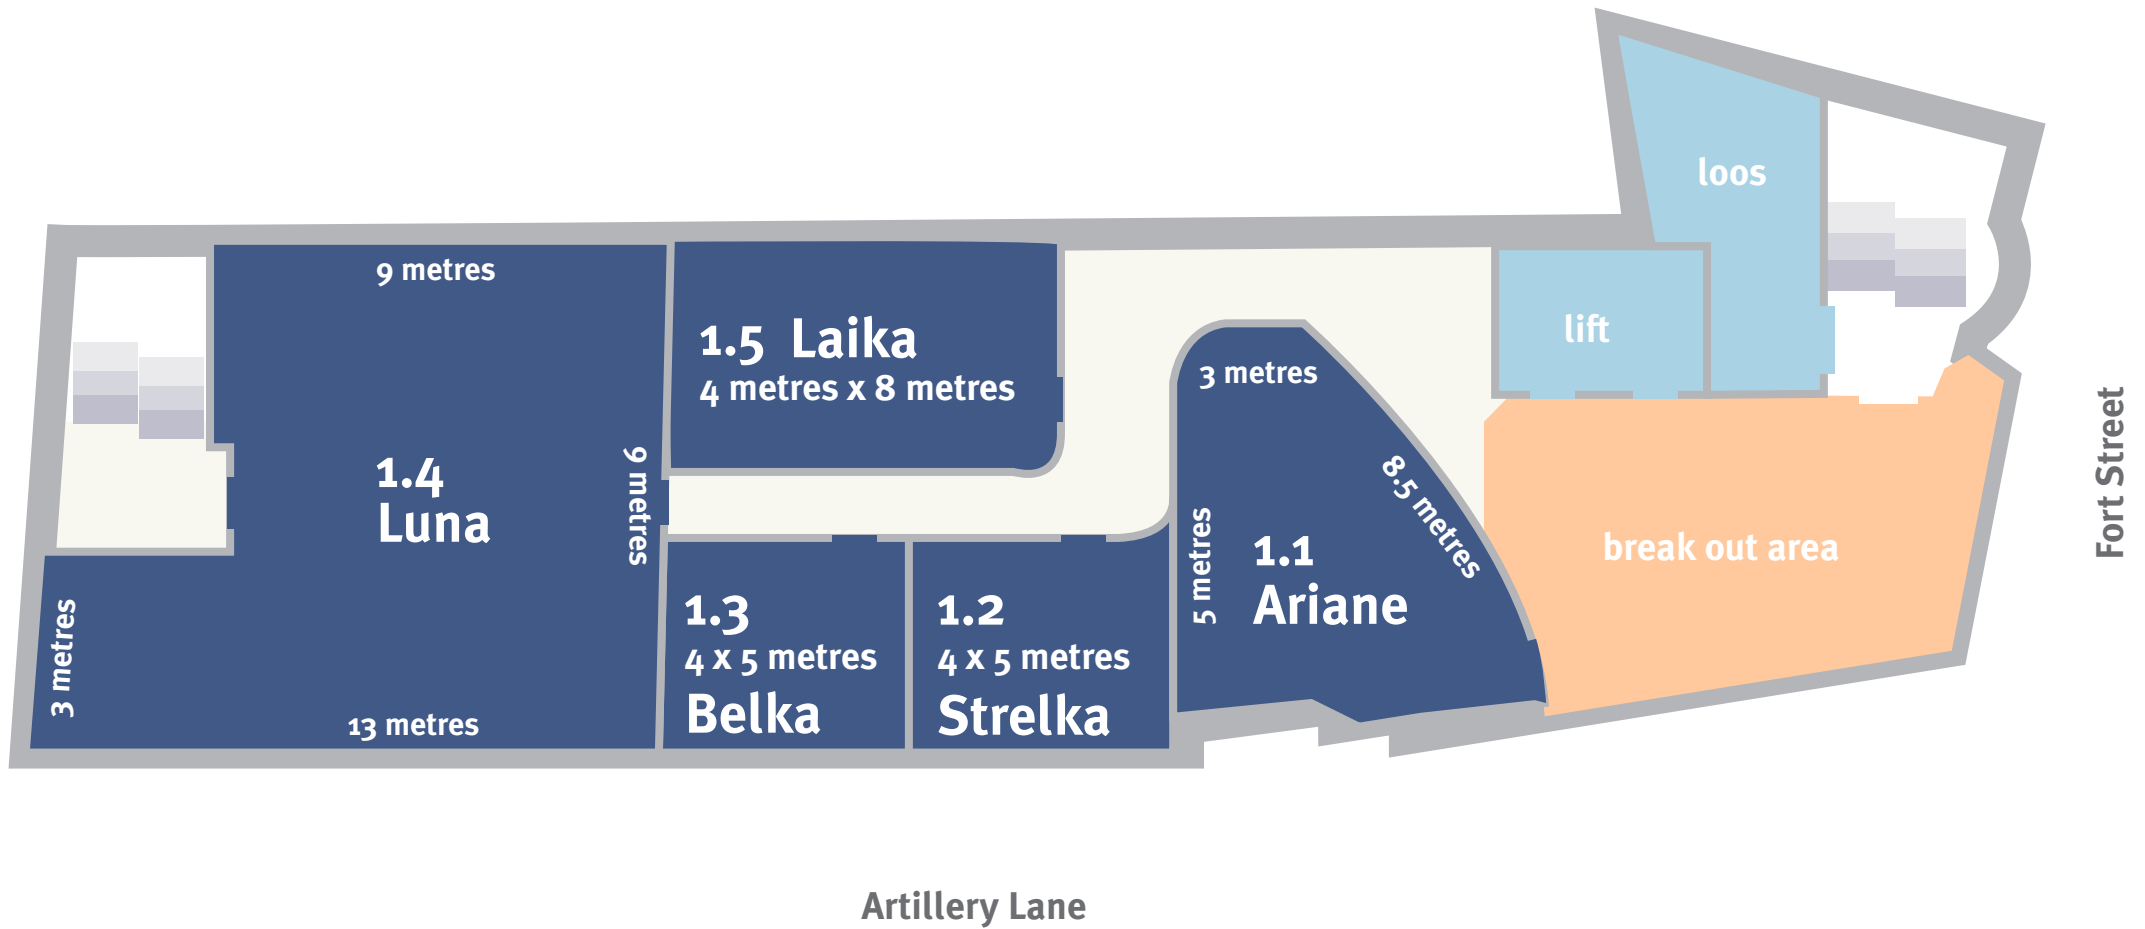 loos
9 metres
1.5 Laika
4 metres x 8 metres
lift
3 metres
1.4
Luna
9 metres
8.5 metres
5 metres
1.1
Ariane
break out area
Fort Street
3 metres
13 metres
1.3
4 x 5 metres
Belka
1.2
4 x 5 metres
Strelka
Artillery Lane